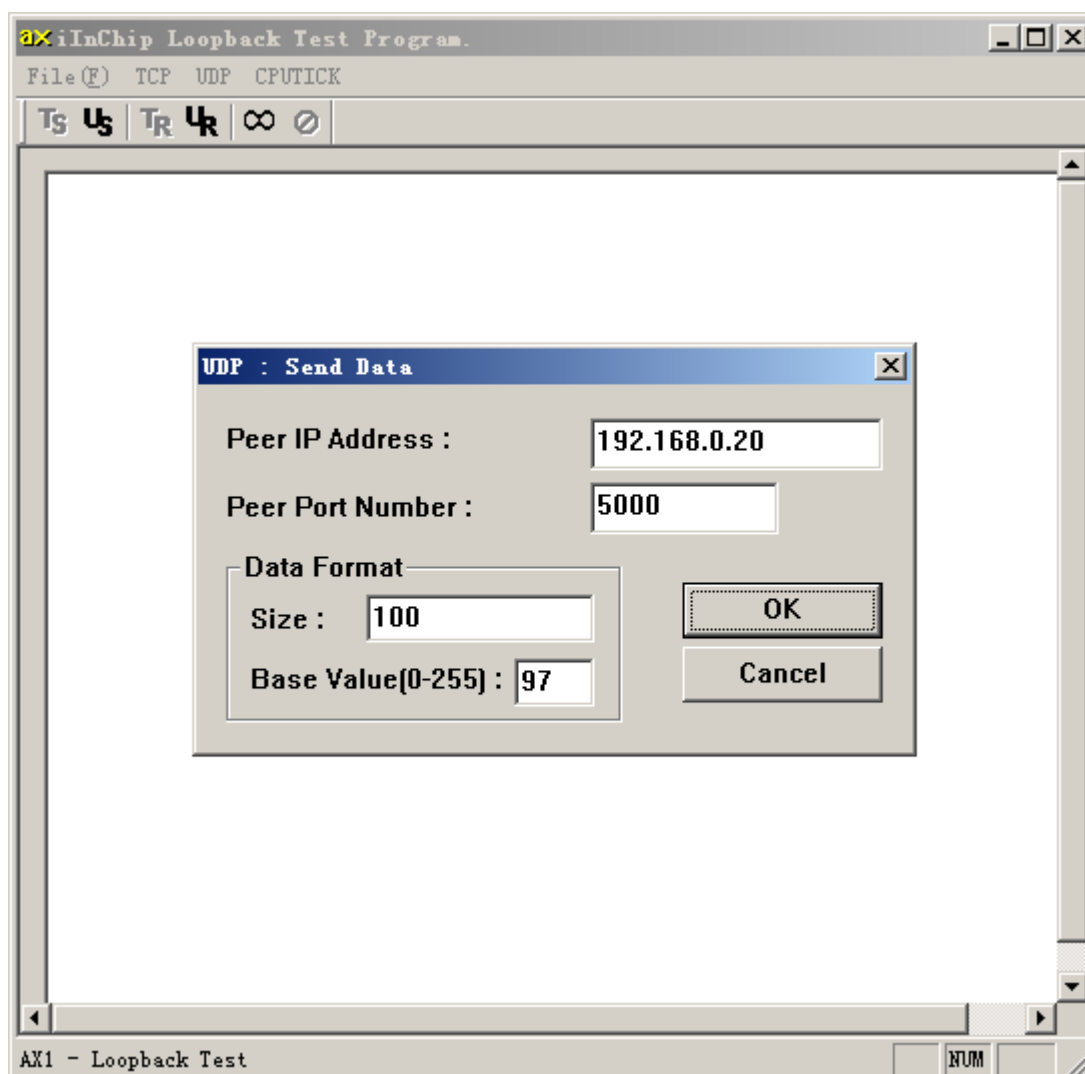 ax iInChip Loopback Test Program.
File(F) TCP UDP CPUTICK
TS US TR UR
UDP : Send Data
Peer IP Address : 192.168.0.20
Peer Port Number : 5000
Data Format
Size : 100
OK
Base Value(0-255) : 97
Cancel
AX1 - Loopback Test NUM